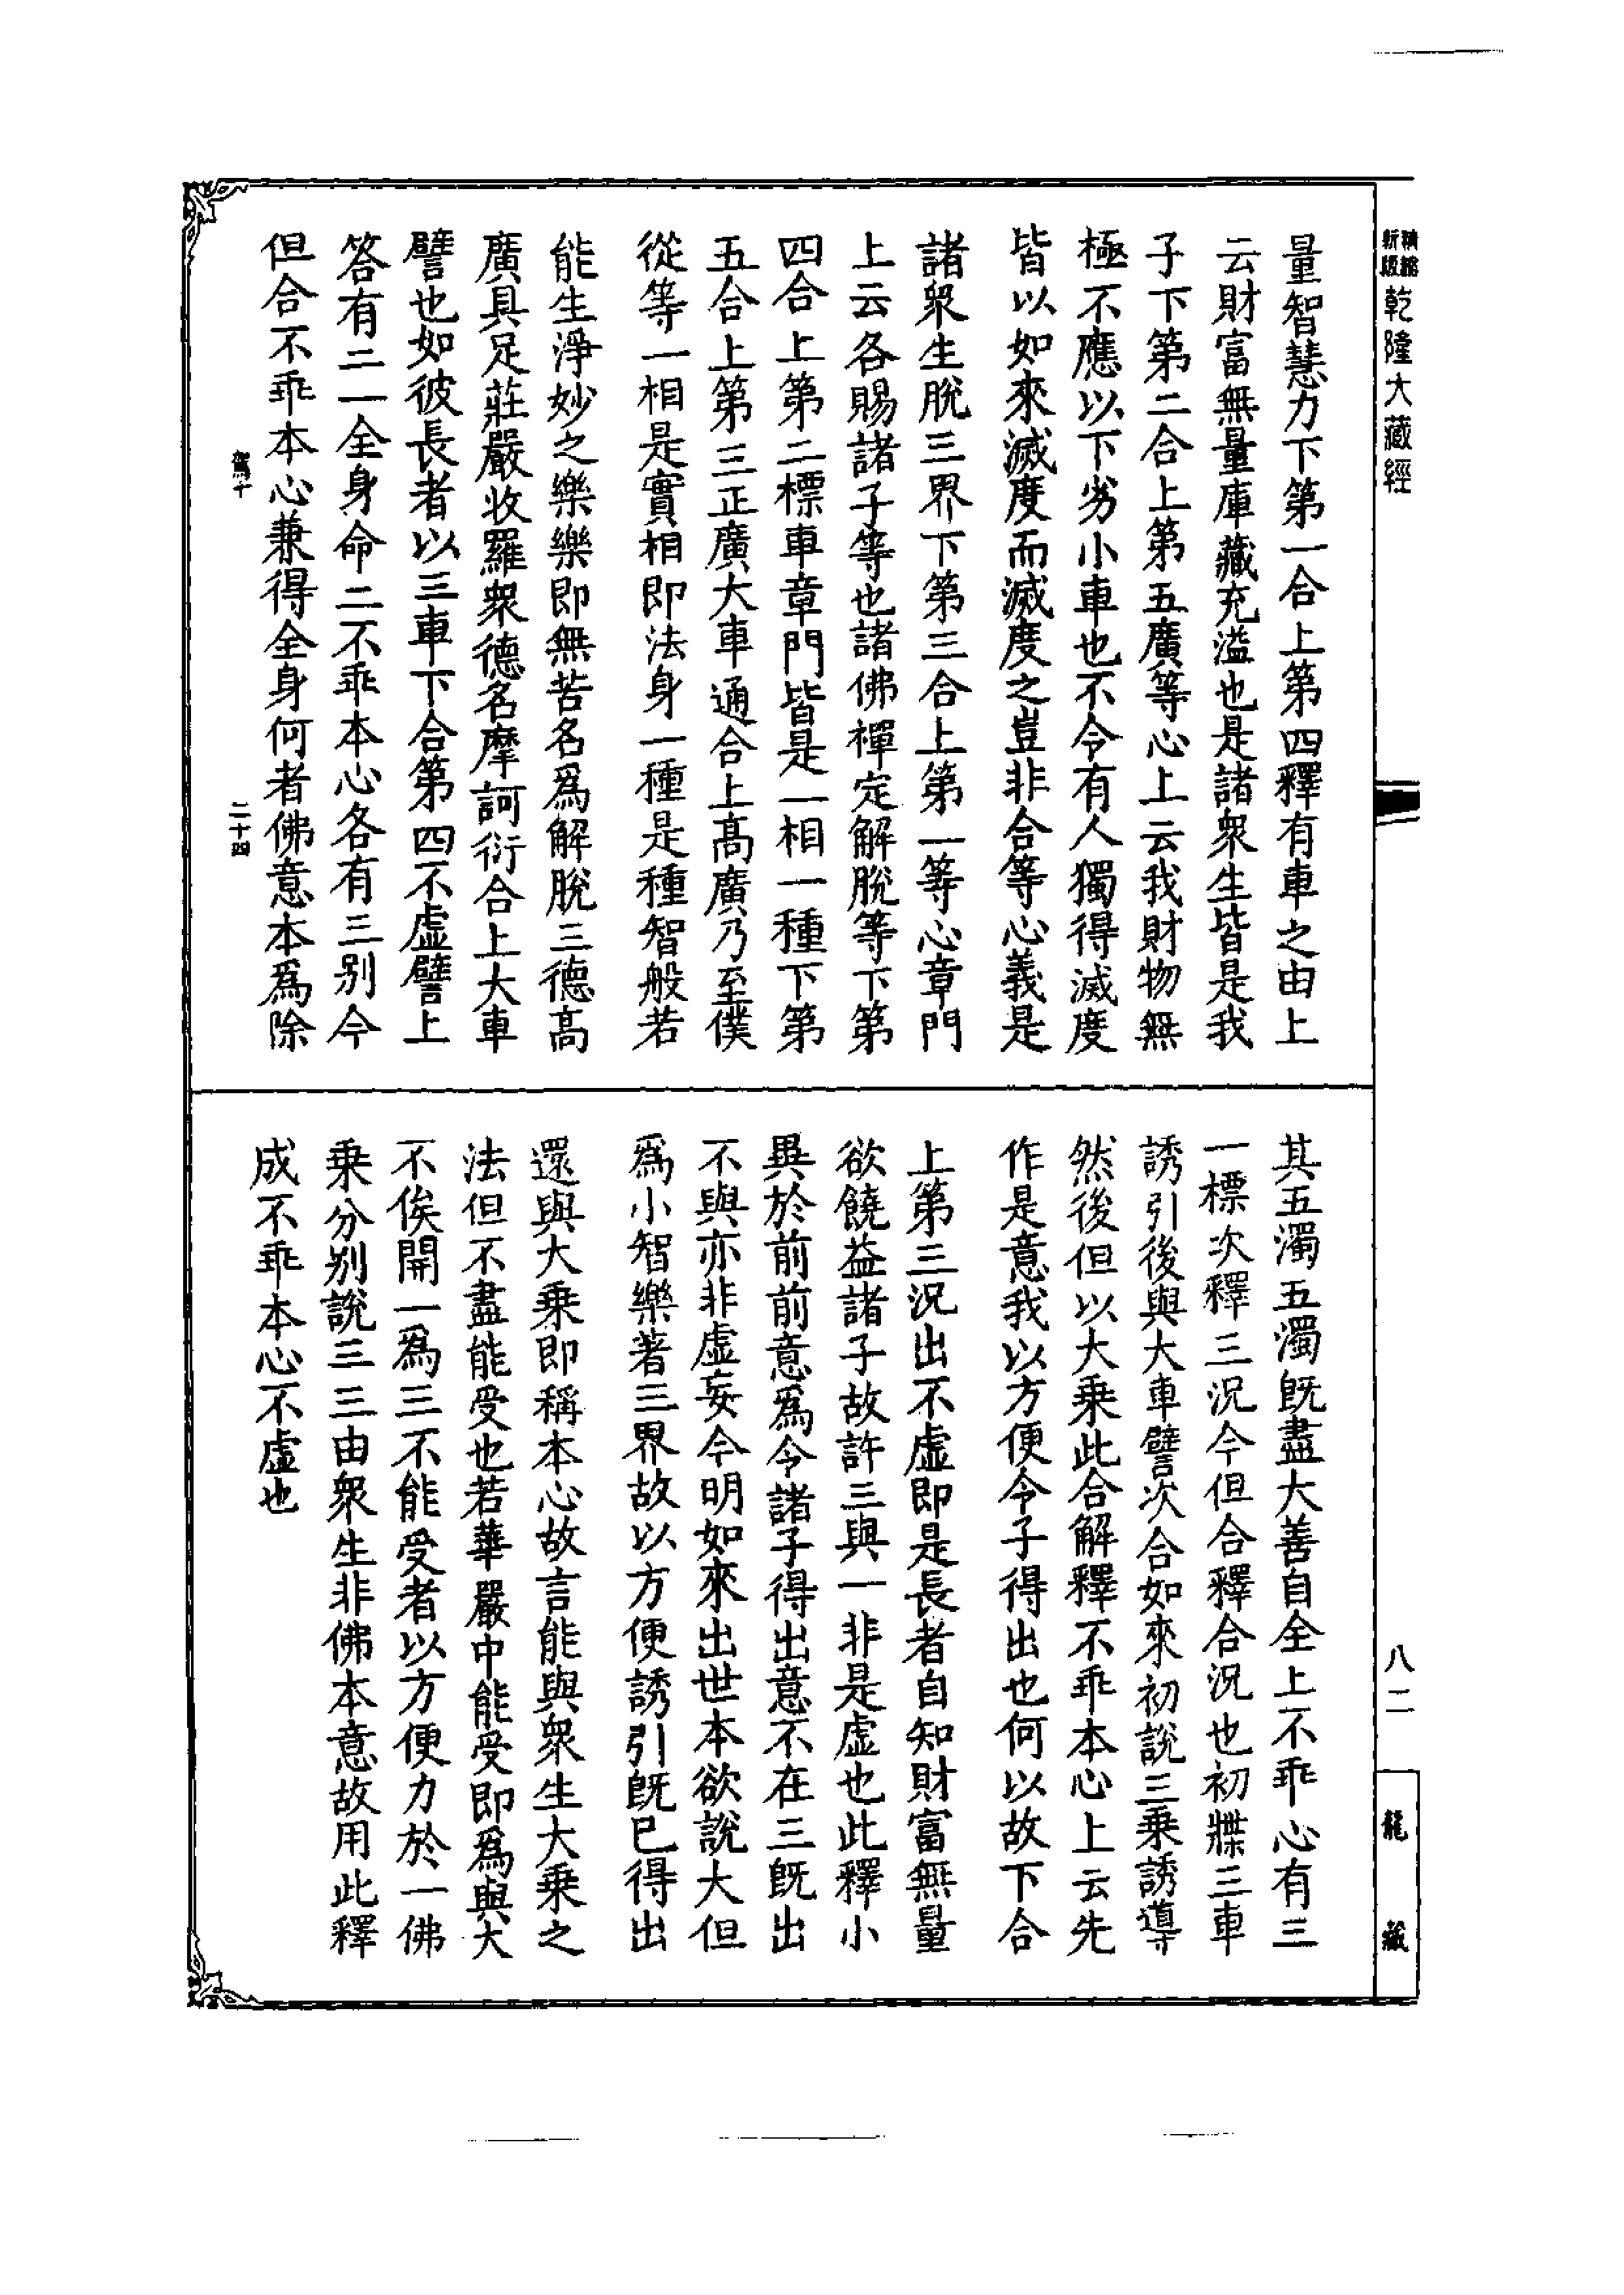 新版
精縮
乾隆大藏經
八二
龍藏
量智慧力下第一合上第四釋有車之由上
云財富無量庫藏充溢也是諸衆生皆是我
子下第二合上第五廣等心上云我財物無
極不應以下劣小車也不令有人獨得滅度
皆以如來滅度而滅度之豈非合等心義是
諸衆生脫三界下第三合上第一等心章門
上云各賜諸子等也諸佛禪定解脫等下第
四合上第二標車章門皆是一相一種下第
五合上第三正廣大車通合上高廣乃至僕
從等一相是實相即法身一種是種智般若
能生淨妙之樂樂即無苦名爲解脫三德高
廣具足莊嚴收羅衆德名摩訶衍合上大車
譬也如彼長者以三車下合第四不虛譬上
答有二一全身命二不乖本心各有三別今
但合不乖本心兼得全身何者佛意本爲除
駕十
二十四
其五濁五濁既盡大善自全上不乖心有三
一標次釋三況今但合釋合況也初牒三車
誘引後與大車譬次合如來初說三乘誘導
然後但以大乘此合解釋不乖本心上云先
作是意我以方便令子得出也何以故下合
上第三況出不虛即是長者自知財富無量
欲饒益諸子故許三與一非是虛也此釋小
異於前前意爲令諸子得出意不在三既出
不與亦非虛妄今明如來出世本欲說大但
爲小智樂著三界故以方便誘引既已得出
還與大乘即稱本心故言能與衆生大乘之
法但不盡能受也若華嚴中能受即爲與大
不俟開一爲三不能受者以方便力於一佛
乘分別說三三由衆生非佛本意故用此釋
成不乖本心不虛也